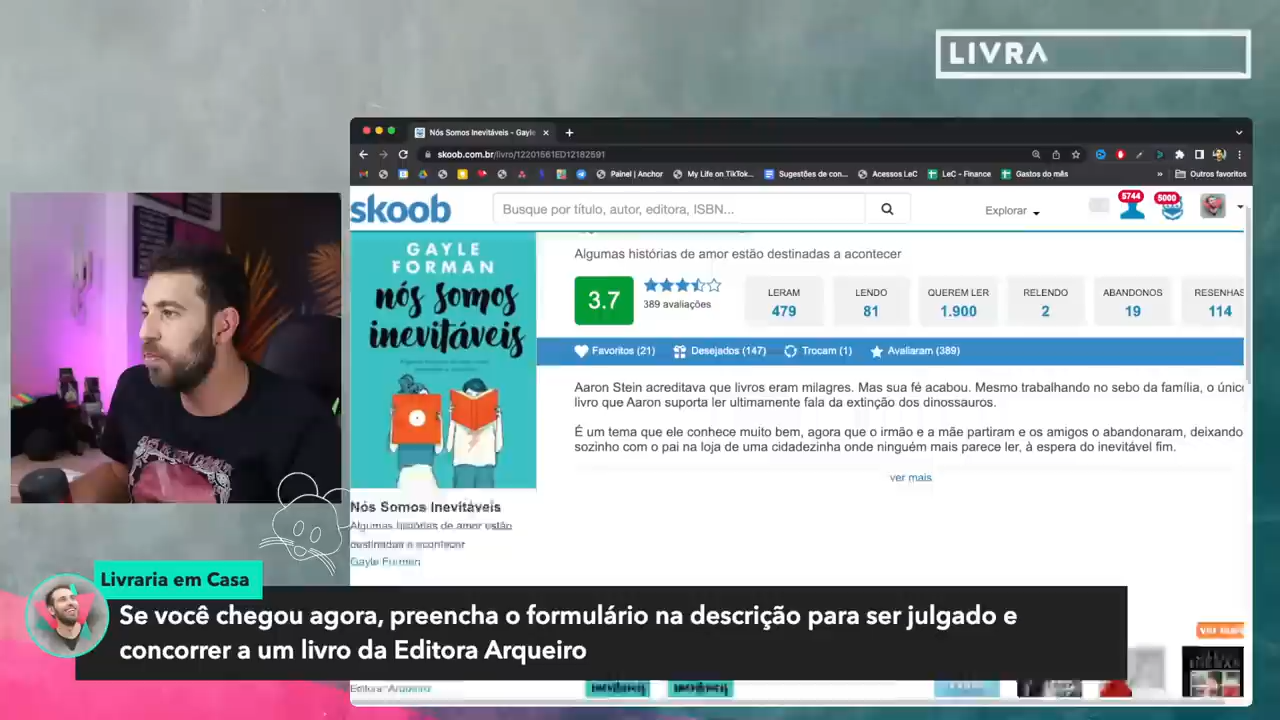 LIVRA
Nós Somos Inevitáveis - Gayle
skoob.com.br/livro/12201561ED12182591
Painel | Anchor
My Life on TikTok...
Sugestões de con...
Acessos LeC
LeC - Finance
Gastos do mês
»
Outros favoritos
skoob
Busque por título, autor, editora, ISBN...
Explorar
5744
5000
GAYLE
FORMAN
nós somos
inevitáveis
Algumas histórias de amor estão destinadas a acontecer
3.7
389 avaliações
LERAM
479
LENDO
81
QUEREM LER
1.900
RELENDO
2
ABANDONOS
19
RESENHAS
114
Favoritos (21)
Desejados (147)
Trocam (1)
Avaliaram (389)
Aaron Stein acreditava que livros eram milagres. Mas sua fé acabou. Mesmo trabalhando no sebo da família, o únic
livro que Aaron suporta ler ultimamente fala da extinção dos dinossauros.
É um tema que ele conhece muito bem, agora que o irmão e a mãe partiram e os amigos o abandonaram, deixando
sozinho com o pai na loja de uma cidadezinha onde ninguém mais parece ler, à espera do inevitável fim.
ver mais
Nós Somos Inevitáveis
Algumas histórias de amor estão
destinadas a acontecer
Gayle Forman
Livraria em Casa
Se você chegou agora, preencha o formulário na descrição para ser julgado e
concorrer a um livro da Editora Arqueiro
Editora Arqueiro